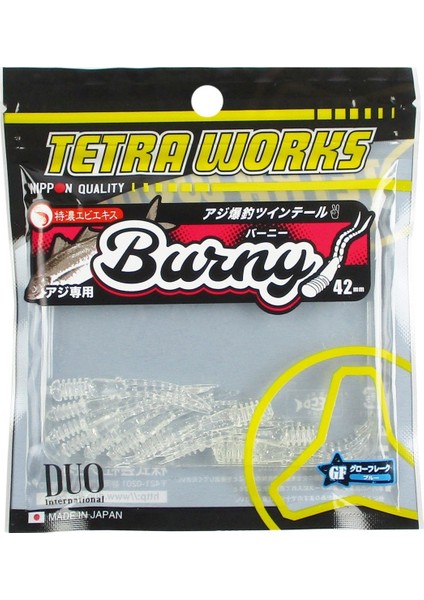 TETRA WORKS
NIPPON QUALITY
特濃エビエキス
アジ爆釣ツインテール
バーニー
Burny
アジ専用
42mm
GF グローフレーク
ブルー
DUO
International
MADE IN JAPAN